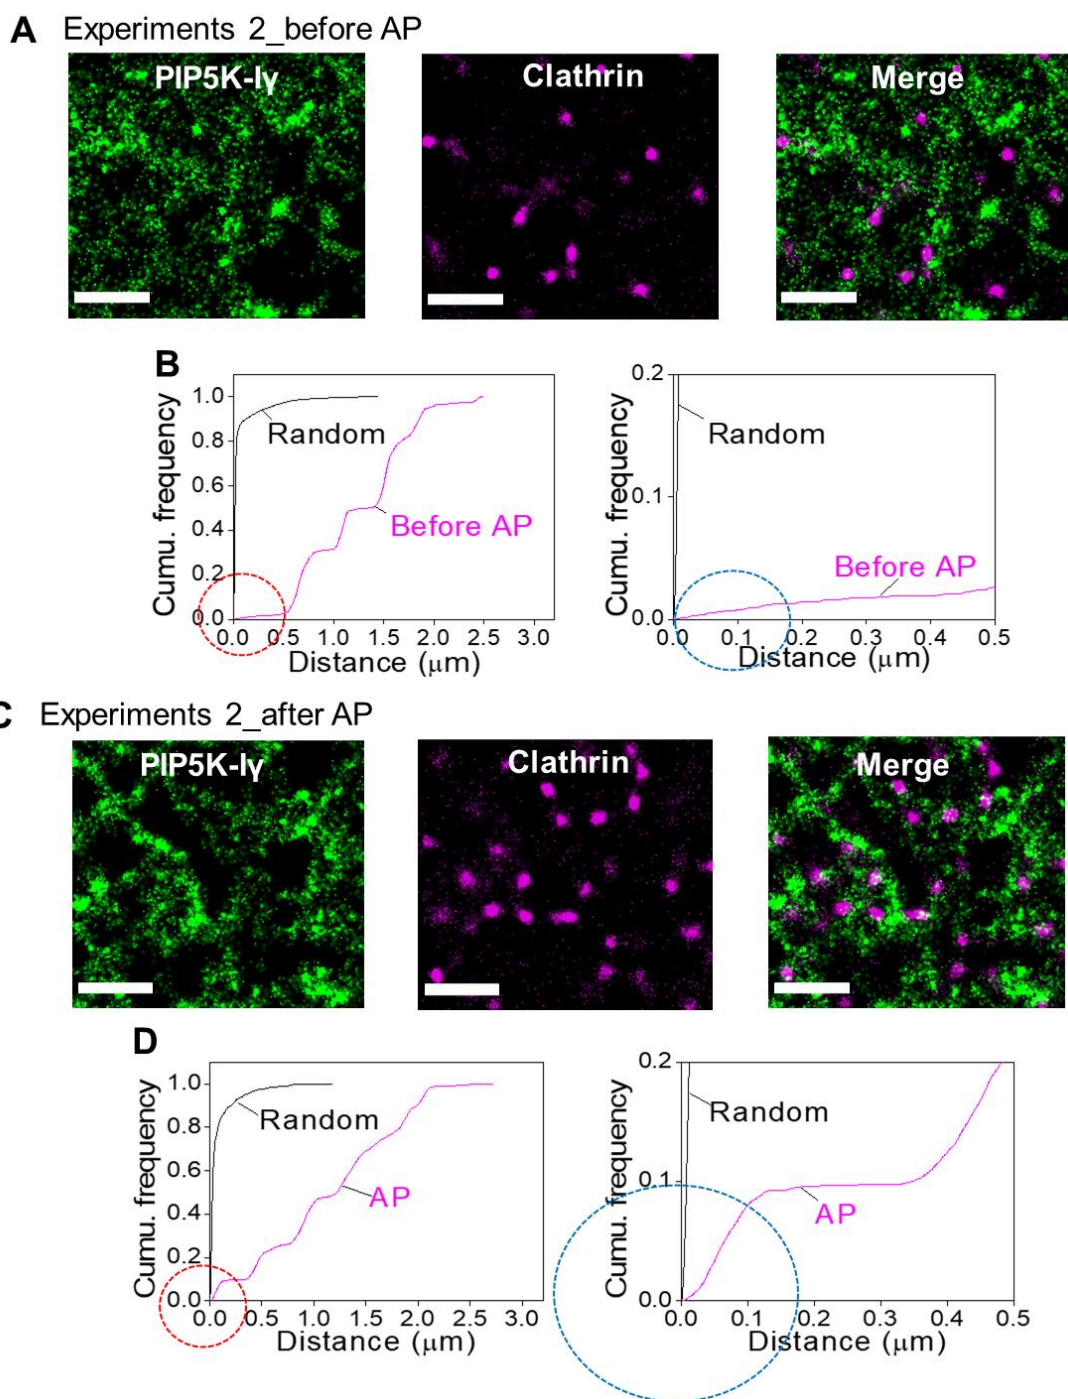 A Experiments 2_before AP
PIP5K-Iγ Clathrin Merge
B
Cumu. frequency
1.0
0.8
0.6
0.4
0.2
0.0
Random
Before AP
0.0 0.5 1.0 1.5 2.0 2.5 3.0
Distance (μm)
Cumu. frequency
0.2
0.1
0.0
Random
Before AP
0 0.1 0.2 0.3 0.4 0.5
Distance (μm)
C Experiments 2_after AP
PIP5K-Iγ Clathrin Merge
D
Cumu. frequency
1.0
0.8
0.6
0.4
0.2
0.0
Random
AP
0.0 0.5 1.0 1.5 2.0 2.5 3.0
Distance (μm)
Cumu. frequency
0.2
0.1
0.0
Random
AP
0.0 0.1 0.2 0.3 0.4 0.5
Distance (μm)